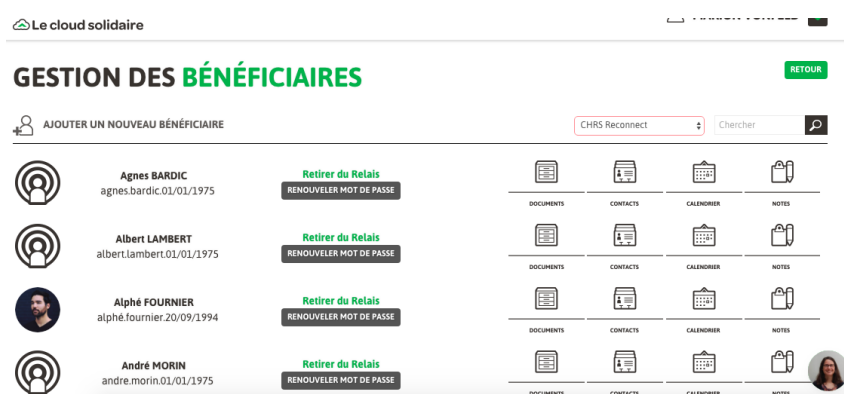 Le cloud solidaire
GESTION DES BÉNÉFICIAIRES
RETOUR
AJOUTER UN NOUVEAU BÉNÉFICIAIRE
CHRS Reconnect
Chercher
Agnes BARDIC
agnes.bardic.01/01/1975
Retirer du Relais
RENOUVELER MOT DE PASSE
DOCUMENTS
CONTACTS
CALENDRIER
NOTES
Albert LAMBERT
albert.lambert.01/01/1975
Retirer du Relais
RENOUVELER MOT DE PASSE
DOCUMENTS
CONTACTS
CALENDRIER
NOTES
Alphé FOURNIER
alphé.fournier.20/09/1994
Retirer du Relais
RENOUVELER MOT DE PASSE
DOCUMENTS
CONTACTS
CALENDRIER
NOTES
André MORIN
andre.morin.01/01/1975
Retirer du Relais
RENOUVELER MOT DE PASSE
DOCUMENTS
CONTACTS
CALENDRIER
NOTES